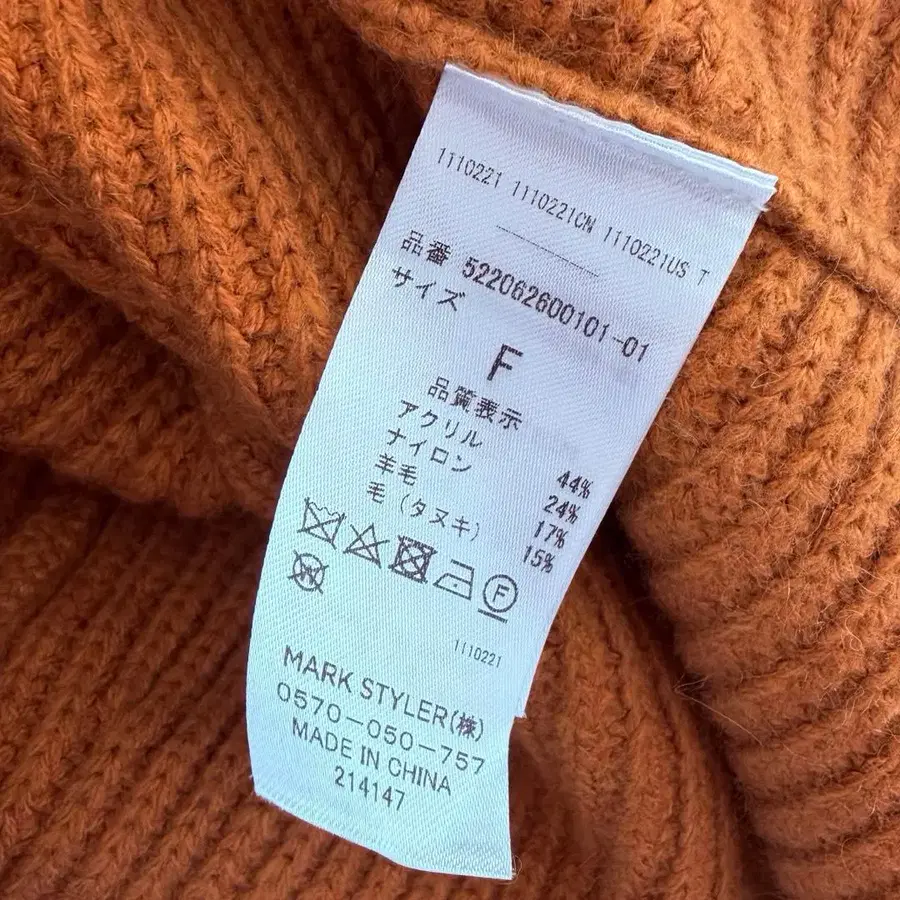 1110221 1110221CN 1110221US T
品番 522062600101-01
サイズ
F
品質表示
アクリル 44%
ナイロン 24%
羊毛 17%
毛（タヌキ） 15%
F
W
1110221
MARK STYLER(株)
0570-050-757
MADE IN CHINA
214147